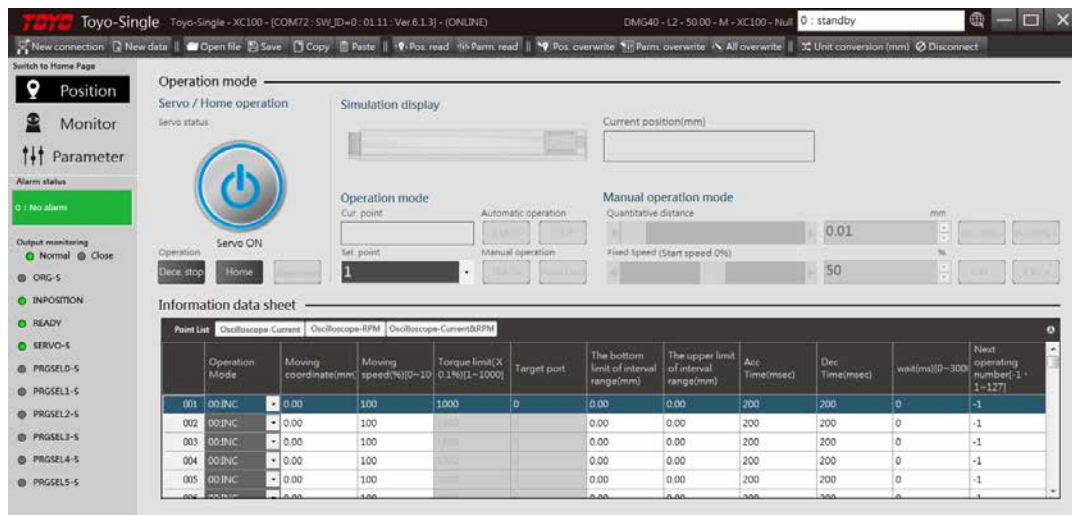 TOYO Toyo-Single Toyo-Single - XC100 - [COM72 : SW_ID=0 : 01.11 : Ver 6.1.3] - (ONLINE) DMG40 - L2 - 50.00 - M - XC100 - Null 0 : standby
New connection New data Open file Save Copy Paste Pos. read Parm. read Pos. overwrite Parm. overwrite All overwrite Unit conversion (mm) Disconnect
Switch to Home Page
Position
Monitor
Parameter
Alarm status
0 : No alarm
Output monitoring
Normal Close
ORG-S
INPOSITION
READY
SERVO-S
PRGSEL0-S
PRGSEL1-S
PRGSEL2-S
PRGSEL3-S
PRGSEL4-S
PRGSEL5-S
Operation mode
Servo / Home operation
Servo status
Servo ON
Operation
Dece. stop Home
Simulation display
Current position(mm)
Operation mode
Cur. point
Automatic operation
Sel. point
Manual operation
1
Manual operation mode
Quantitative distance
mm
0.01
Fixed Speed (Start speed 0%)
%
50
Information data sheet
Point List Oscilloscope-Current Oscilloscope-RPM Oscilloscope-Current&RPM
Operation Mode
Moving coordinate(mm)
Moving speed(%)[0~10
Torque limit(X 0.1%)[1~1000]
Target port
The bottom limit of interval range(mm)
The upper limit of interval range(mm)
Acc Time(msec)
Dec Time(msec)
wait(ms)[0~300
Next operating number[-1 · 1~127]
001 00:INC 0.00 100 1000 0 0.00 0.00 200 200 0 -1
002 00:INC 0.00 100 0.00 0.00 200 200 0 -1
003 00:INC 0.00 100 0.00 0.00 200 200 0 -1
004 00:INC 0.00 100 0.00 0.00 200 200 0 -1
005 00:INC 0.00 100 0.00 0.00 200 200 0 -1